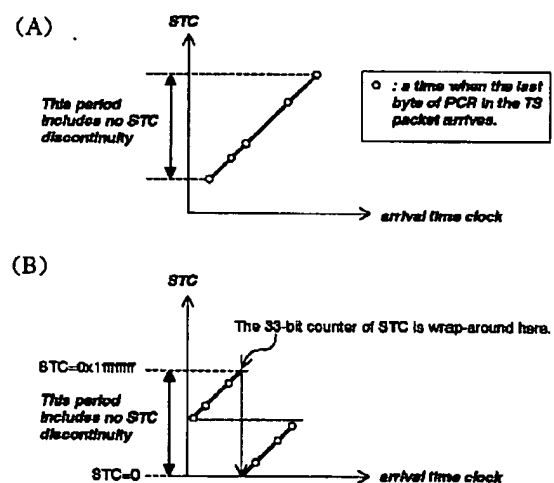 (A)
STC
This period
includes no STC
discontinuity
: a time when the last
byte of PCR in the TS
packet arrives.
arrival time clock
(B)
STC
The 33-bit counter of STC is wrap-around here.
STC=0x1ffffffff
This period
includes no STC
discontinuity
STC=0
arrival time clock